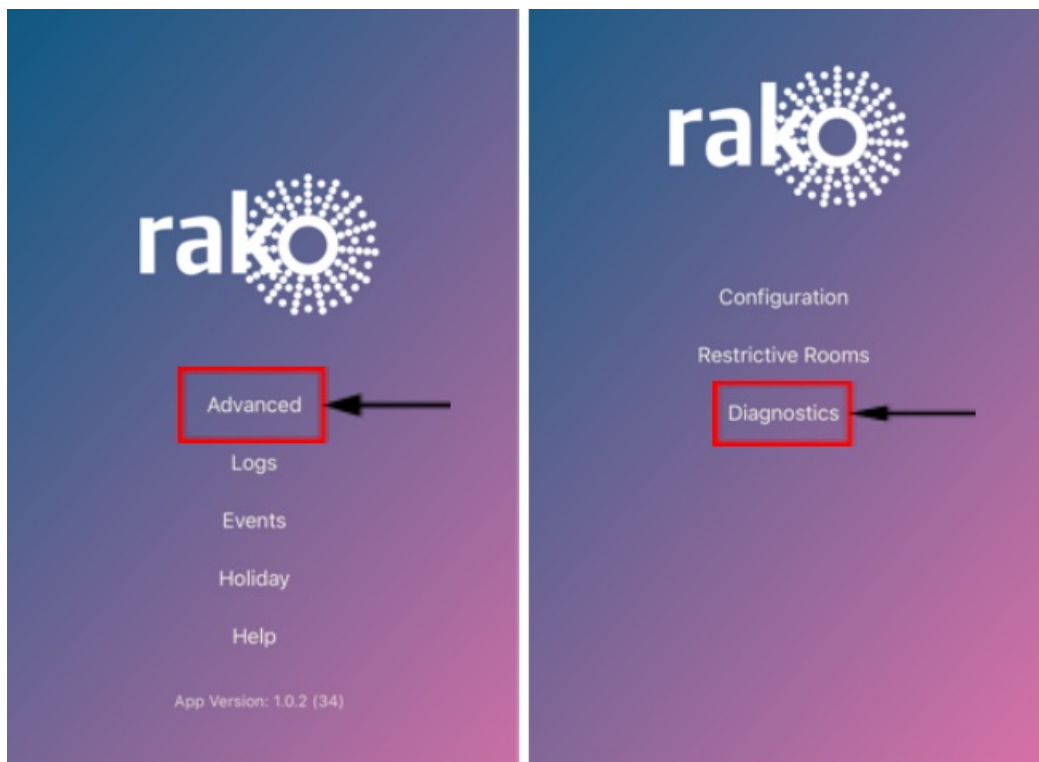 rako
Advanced
Logs
Events
Holiday
Help
App Version: 1.0.2 (34)
rako
Configuration
Restrictive Rooms
Diagnostics